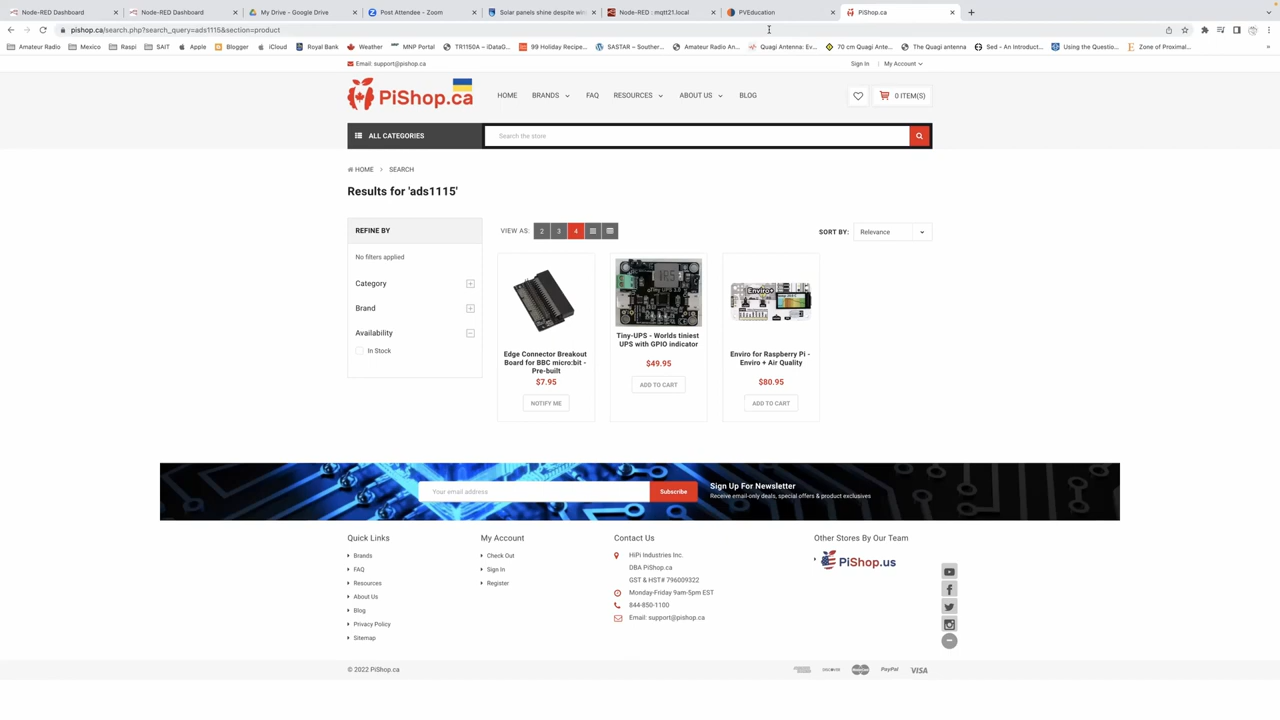 Node-RED Dashboard
Node-RED Dashboard
My Drive – Google Drive
Post Attendee - Zoom
Solar panels shine despite win
Node-RED : mqtt21.local
PVEducation
PiShop.ca
pishop.ca/search.php?search_query=ads1115&section=product
Amateur Radio
Mexico
Raspi
SAIT
Apple
Blogger
iCloud
Royal Bank
Weather
MNP Portal
TR1150A – iDataG...
99 Holiday Recipe...
SASTAR – Souther...
Amateur Radio An...
Quagi Antenna: Ev...
70 cm Quagi Ante...
The Quagi antenna
Sed - An Introduct...
Using the Questio...
Zone of Proximal...
Email: support@pishop.ca
Sign In
My Account
PiShop.ca
HOME
BRANDS
FAQ
RESOURCES
ABOUT US
BLOG
0 ITEM(S)
ALL CATEGORIES
Search the store
HOME > SEARCH
Results for 'ads1115'
REFINE BY
No filters applied
Category
Brand
Availability
In Stock
VIEW AS:
2
3
4
SORT BY:
Relevance
Edge Connector Breakout
Board for BBC micro:bit -
Pre-built
$7.95
NOTIFY ME
1R5
Tiny-UPS - Worlds tiniest
UPS with GPIO indicator
$49.95
ADD TO CART
Enviro+
Enviro for Raspberry Pi -
Enviro + Air Quality
$80.95
ADD TO CART
Your email address
Subscribe
Sign Up For Newsletter
Receive email-only deals, special offers & product exclusives
Quick Links
Brands
FAQ
Resources
About Us
Blog
Privacy Policy
Sitemap
My Account
Check Out
Sign In
Register
Contact Us
HiPi Industries Inc.
DBA PiShop.ca
GST & HST# 796009322
Monday-Friday 9am-5pm EST
844-850-1100
Email: support@pishop.ca
Other Stores By Our Team
PiShop.us
© 2022 PiShop.ca
DISCOVER
PayPal
VISA